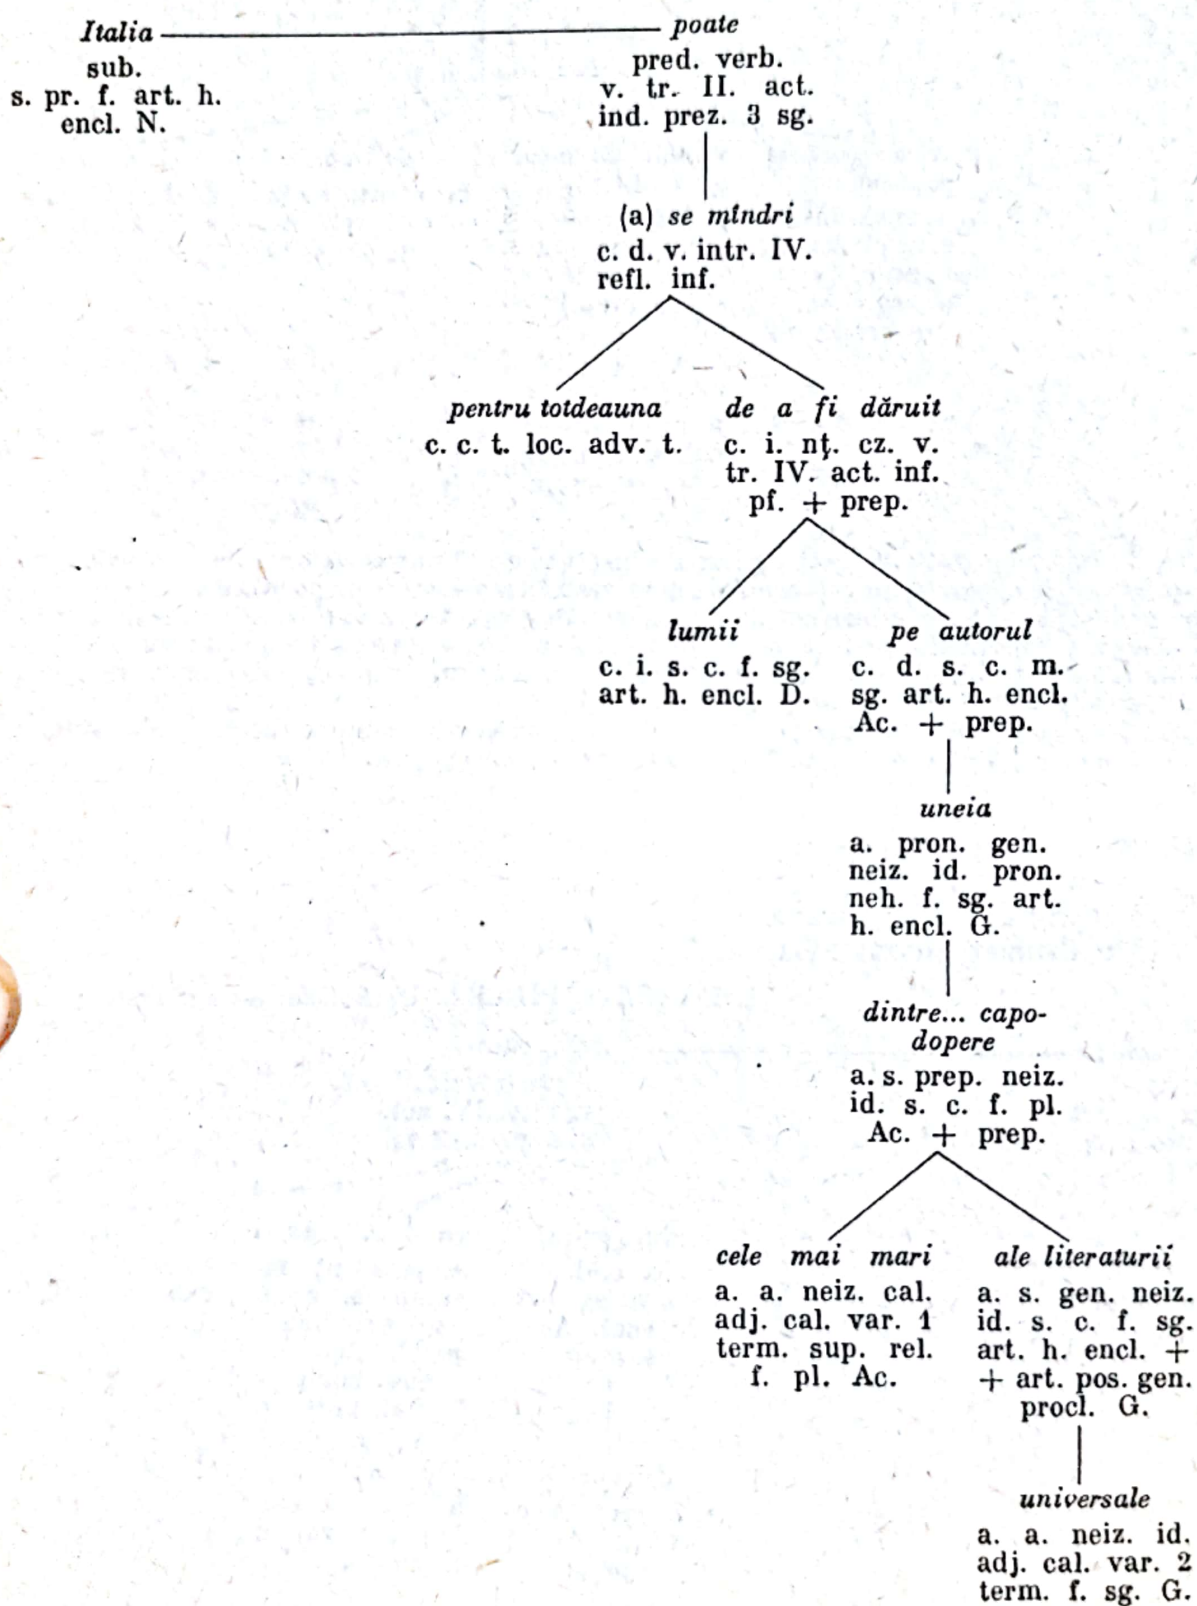 Italia
sub.
s. pr. f. art. h.
encl. N.
poate
pred. verb.
v. tr. II. act.
ind. prez. 3 sg.
(a) se mîndri
c. d. v. intr. IV.
refl. inf.
pentru totdeauna
c. c. t. loc. adv. t.
de a fi dăruit
c. i. nț. cz. v.
tr. IV. act. inf.
pf. + prep.
lumii
c. i. s. c. f. sg.
art. h. encl. D.
pe autorul
c. d. s. c. m.
sg. art. h. encl.
Ac. + prep.
uneia
a. pron. gen.
neiz. id. pron.
neh. f. sg. art.
h. encl. G.
dintre... capo-
dopere
a. s. prep. neiz.
id. s. c. f. pl.
Ac. + prep.
cele mai mari
a. a. neiz. cal.
adj. cal. var. 1
term. sup. rel.
f. pl. Ac.
ale literaturii
a. s. gen. neiz.
id. s. c. f. sg.
art. h. encl. +
+ art. pos. gen.
procl. G.
universale
a. a. neiz. id.
adj. cal. var. 2
term. f. sg. G.